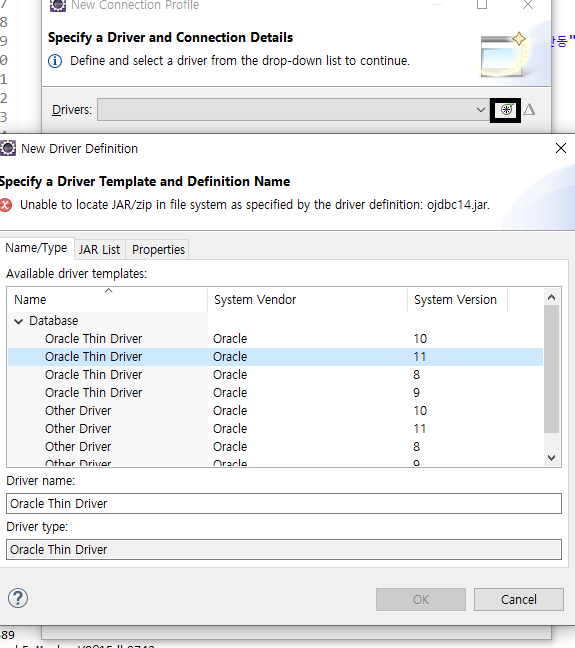 7
New Connection Profile
8
Specify a Driver and Connection Details
9
한동"
0
Define and select a driver from the drop-down list to continue.
1
2
Drivers:
3
New Driver Definition
Specify a Driver Template and Definition Name
Unable to locate JAR/zip in file system as specified by the driver definition: ojdbc14.jar.
Name/Type JAR List Properties
Available driver templates:
Name System Vendor System Version
Database
Oracle Thin Driver Oracle 10
Oracle Thin Driver Oracle 11
Oracle Thin Driver Oracle 8
Oracle Thin Driver Oracle 9
Other Driver Oracle 10
Other Driver Oracle 11
Other Driver Oracle 8
Other Driver Oracle 9
Driver name:
Oracle Thin Driver
Driver type:
Oracle Thin Driver
OK Cancel
589